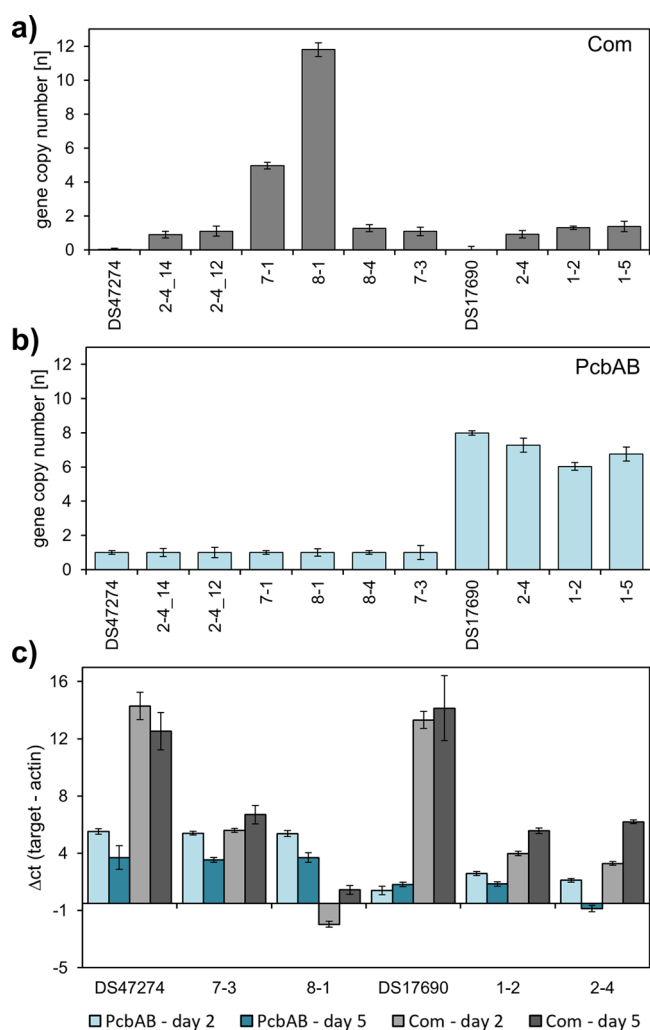 a)
Com
gene copy number [n]
12
10
8
6
4
2
0
DS47274
2-4_14
2-4_12
7-1
8-1
8-4
7-3
DS17690
2-4
1-2
1-5
b)
PcbAB
gene copy number [n]
12
10
8
6
4
2
0
DS47274
2-4_14
2-4_12
7-1
8-1
8-4
7-3
DS17690
2-4
1-2
1-5
c)
Δct (target - actin)
16
12
8
4
-1
-5
DS47274
7-3
8-1
DS17690
1-2
2-4
PcbAB - day 2
PcbAB - day 5
Com - day 2
Com - day 5